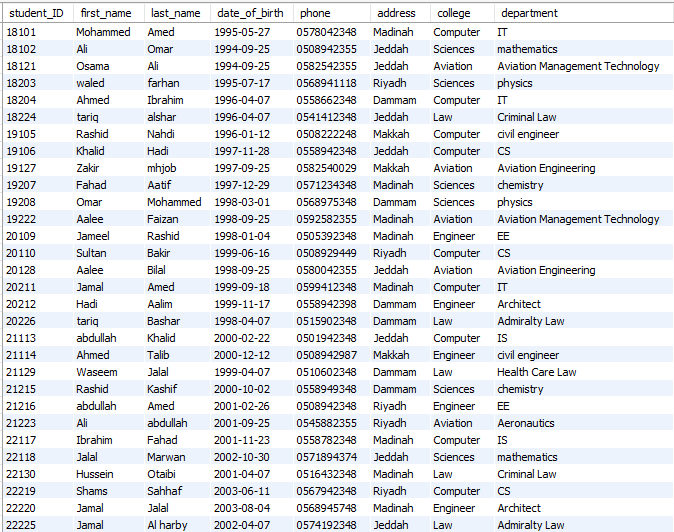 student_ID first_name last_name date_of_birth phone address college department
18101 Mohammed Amed 1995-05-27 0578042348 Madinah Computer IT
18102 Ali Omar 1994-09-25 0508942355 Jeddah Sciences mathematics
18121 Osama Ali 1994-09-25 0582542355 Jeddah Aviation Aviation Management Technology
18203 waled farhan 1995-07-17 0568941118 Riyadh Sciences physics
18204 Ahmed Ibrahim 1996-04-07 0558662348 Dammam Computer IT
18224 tariq alshar 1996-04-07 0541412348 Jeddah Law Criminal Law
19105 Rashid Nahdi 1996-01-12 0508222248 Makkah Computer civil engineer
19106 Khalid Hadi 1997-11-28 0558942348 Jeddah Computer CS
19127 Zakir mhjob 1997-09-25 0582540029 Makkah Aviation Aviation Engineering
19207 Fahad Aatif 1997-12-29 0571234348 Madinah Sciences chemistry
19208 Omar Mohammed 1998-03-01 0568975348 Dammam Sciences physics
19222 Aalee Faizan 1998-09-25 0592582355 Madinah Aviation Aviation Management Technology
20109 Jameel Rashid 1998-01-04 0505392348 Madinah Engineer EE
20110 Sultan Bakir 1999-06-16 0508929449 Riyadh Computer CS
20128 Aalee Bilal 1998-09-25 0580042355 Jeddah Aviation Aviation Engineering
20211 Jamal Amed 1999-09-18 0599412348 Madinah Computer IT
20212 Hadi Aalim 1999-11-17 0558942398 Dammam Engineer Architect
20226 tariq Bashar 1998-04-07 0515902348 Dammam Law Admiralty Law
21113 abdullah Khalid 2000-02-22 0501942348 Jeddah Computer IS
21114 Ahmed Talib 2000-12-12 0508942987 Makkah Engineer civil engineer
21129 Waseem Jalal 1999-04-07 0510602348 Dammam Law Health Care Law
21215 Rashid Kashif 2000-10-02 0558949348 Dammam Sciences chemistry
21216 abdullah Amed 2001-02-26 0508942348 Riyadh Engineer EE
21223 Ali abdullah 2001-09-25 0545882355 Riyadh Aviation Aeronautics
22117 Ibrahim Fahad 2001-11-23 0558782348 Madinah Computer IS
22118 Jalal Marwan 2002-10-30 0571894374 Jeddah Sciences mathematics
22130 Hussein Otaibi 2001-04-07 0516432348 Madinah Law Criminal Law
22219 Shams Sahhaf 2003-06-11 0567942348 Riyadh Computer CS
22220 Jamal Jalal 2003-08-04 0568945748 Makkah Engineer Architect
22225 Jamal Al harby 2002-04-07 0574192348 Jeddah Law Admiralty Law